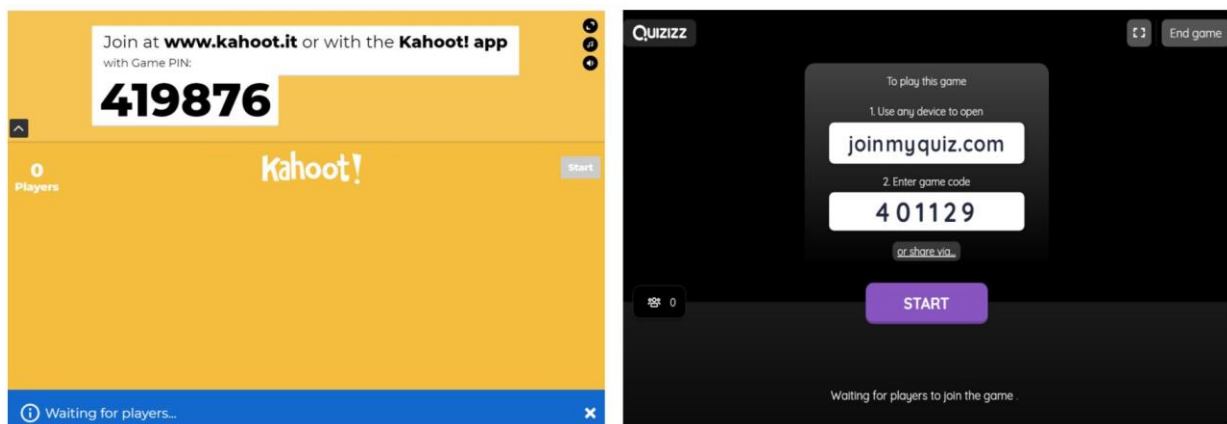 Join at www.kahoot.it or with the Kahoot! app
with Game PIN:
419876
0
Players
Kahoot!
Start
Waiting for players...
QUIZIZZ
End game
To play this game
1. Use any device to open
joinmyquiz.com
2. Enter game code
401129
or share via...
0
START
Waiting for players to join the game .